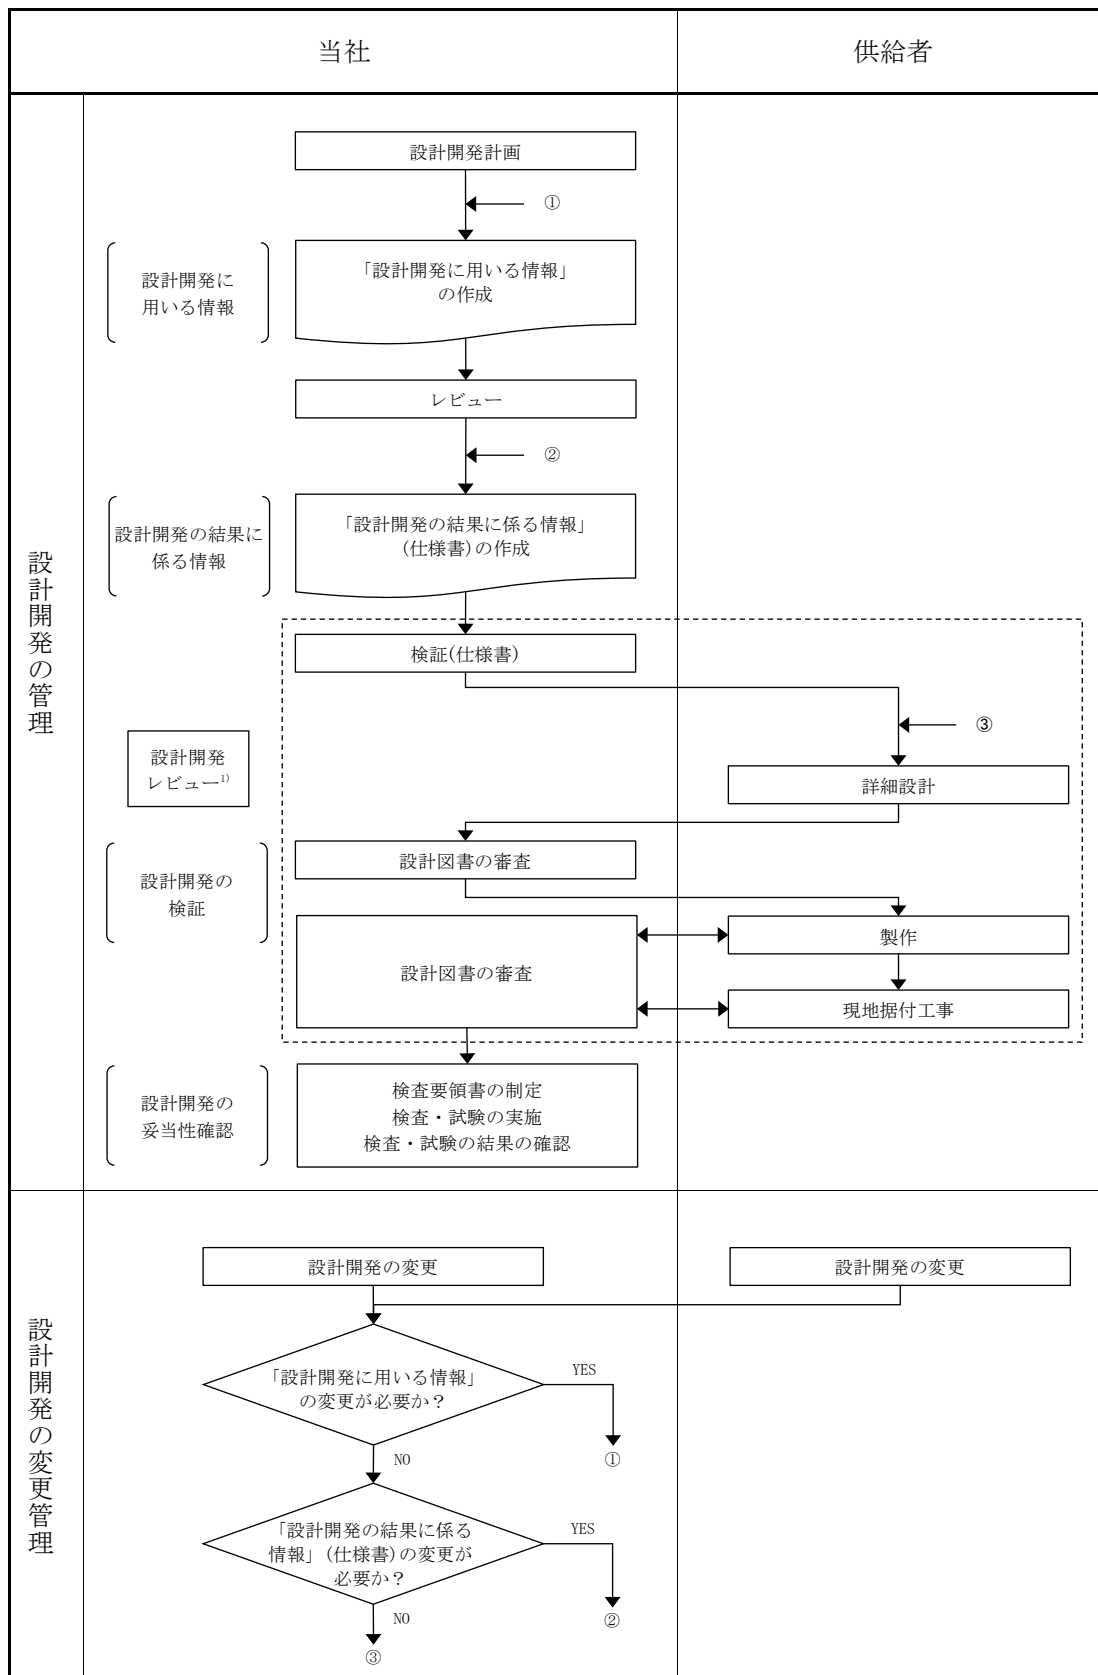 当社
供給者
設計開発の管理
設計開発計画
①
設計開発に
用いる情報
「設計開発に用いる情報」
の作成
レビュー
②
設計開発の結果に
係る情報
「設計開発の結果に係る情報」
(仕様書)の作成
検証(仕様書)
③
設計開発
レビュー1)
詳細設計
設計図書の審査
設計開発の
検証
製作
設計図書の審査
現地据付工事
設計開発の
妥当性確認
検査要領書の制定
検査・試験の実施
検査・試験の結果の確認
設計開発の変更管理
設計開発の変更
設計開発の変更
「設計開発に用いる情報」
の変更が必要か?
YES
①
NO
「設計開発の結果に係る
情報」(仕様書)の変更が
必要か?
YES
②
NO
③